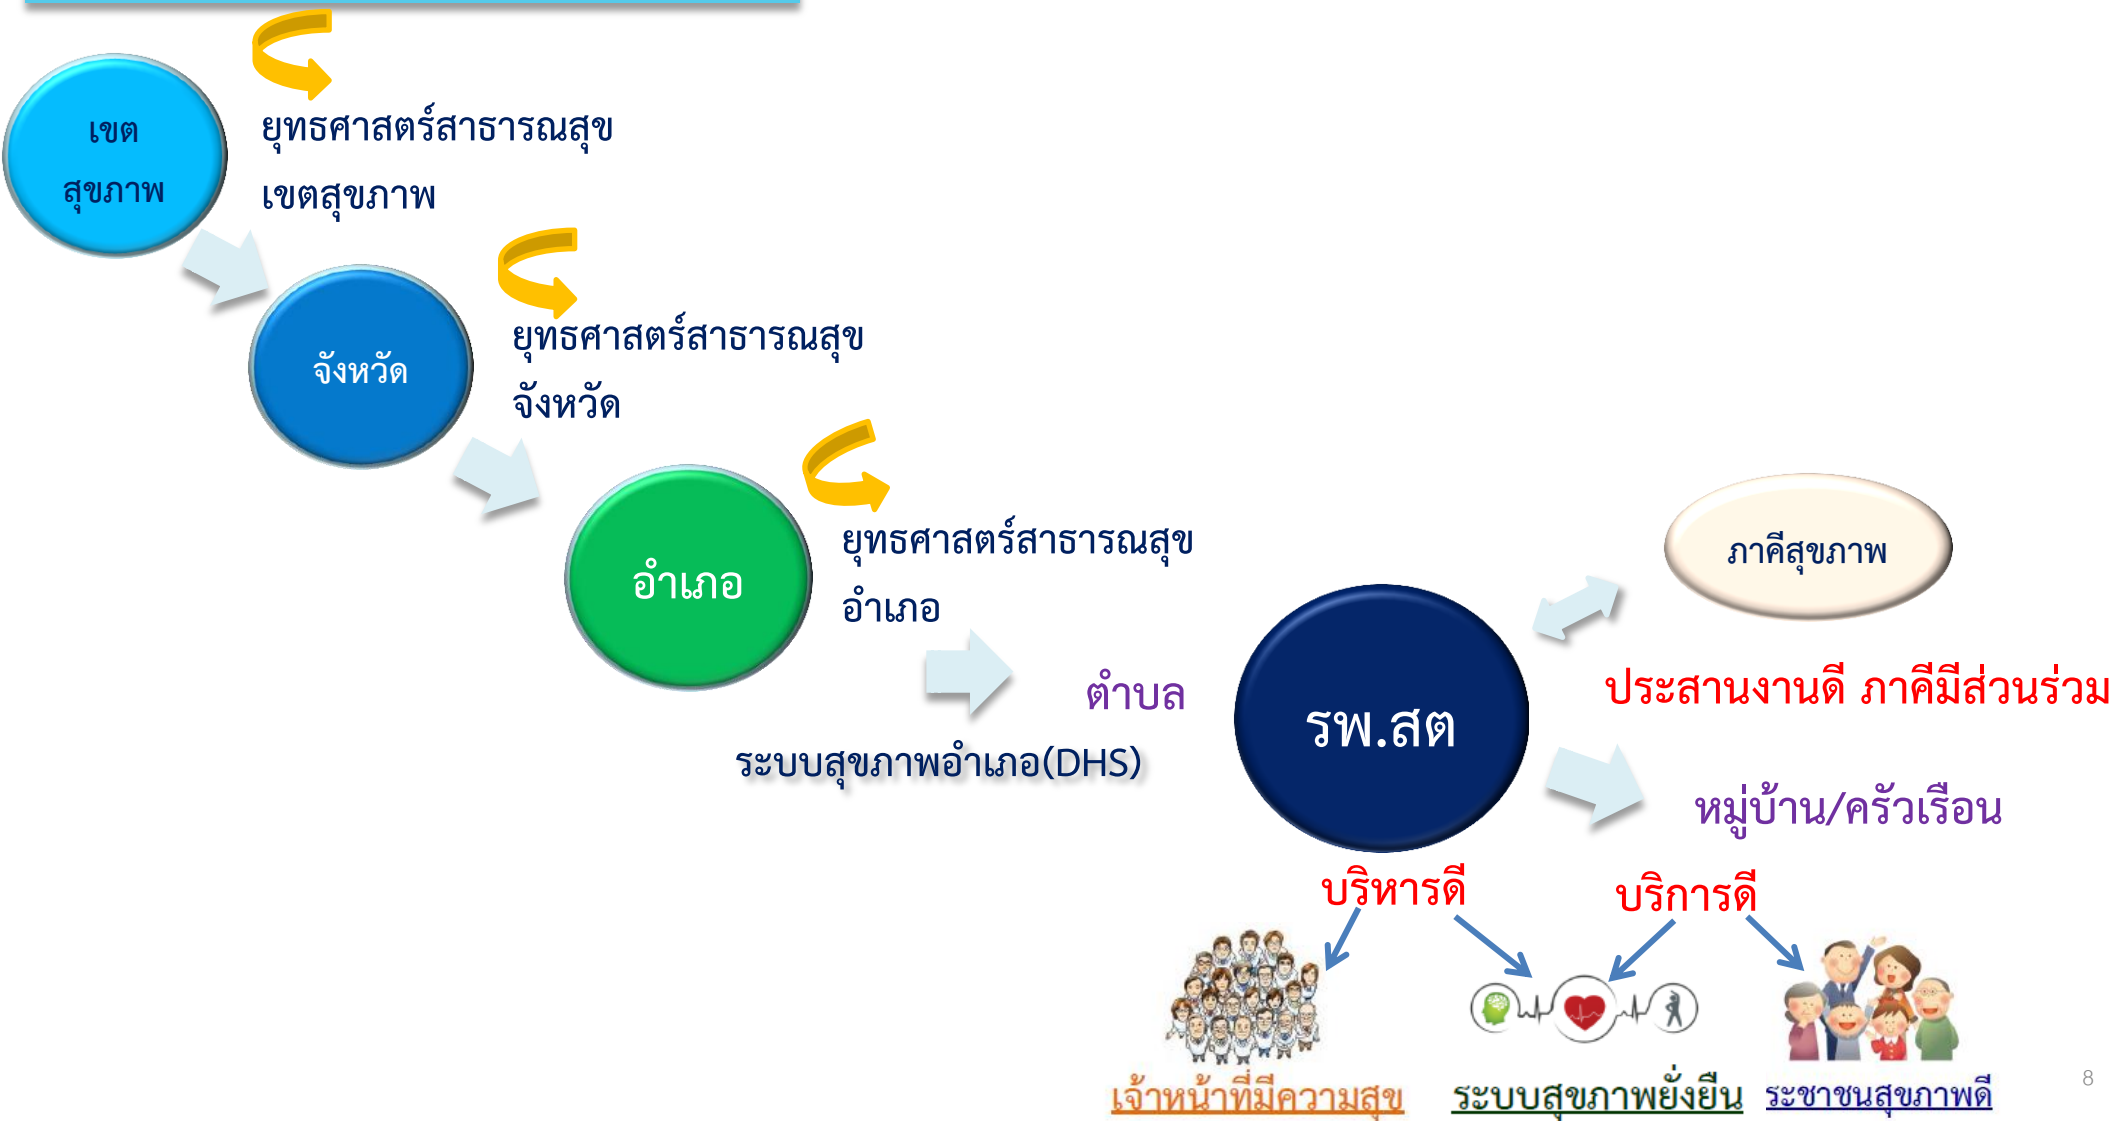 เขต
สุขภาพ
ยุทธศาสตร์สาธารณสุข
เขตสุขภาพ
จังหวัด
ยุทธศาสตร์สาธารณสุข
จังหวัด
อำเภอ
ยุทธศาสตร์สาธารณสุข
อำเภอ
ตำบล
ระบบสุขภาพอำเภอ(DHS)
รพ.สต
ภาคีสุขภาพ
ประสานงานดี ภาคีมีส่วนร่วม
หมู่บ้าน/ครัวเรือน
บริหารดี
บริการดี
เจ้าหน้าที่มีความสุข
ระบบสุขภาพยั่งยืน
ระชาชนสุขภาพดี
8